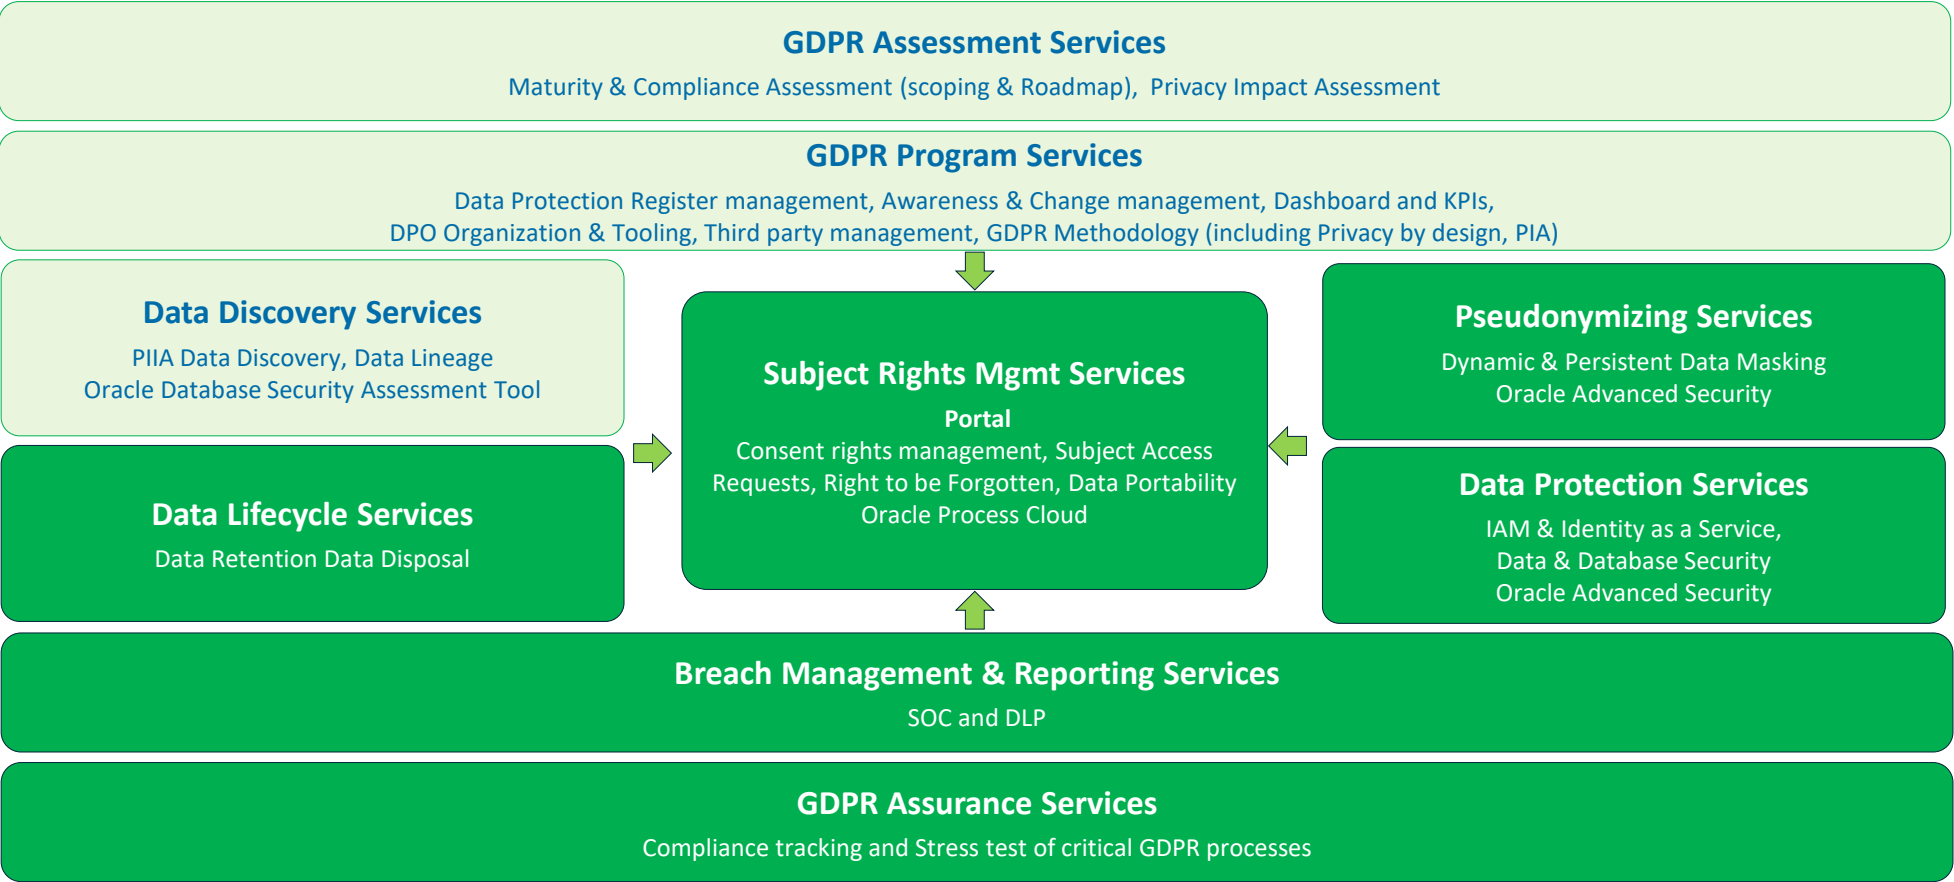 GDPR Assessment Services
Maturity & Compliance Assessment (scoping & Roadmap), Privacy Impact Assessment
GDPR Program Services
Data Protection Register management, Awareness & Change management, Dashboard and KPIs,
DPO Organization & Tooling, Third party management, GDPR Methodology (including Privacy by design, PIA)
Data Discovery Services
PIIA Data Discovery, Data Lineage
Oracle Database Security Assessment Tool
Data Lifecycle Services
Data Retention Data Disposal
Subject Rights Mgmt Services
Portal
Consent rights management, Subject Access
Requests, Right to be Forgotten, Data Portability
Oracle Process Cloud
Pseudonymizing Services
Dynamic & Persistent Data Masking
Oracle Advanced Security
Data Protection Services
IAM & Identity as a Service,
Data & Database Security
Oracle Advanced Security
Breach Management & Reporting Services
SOC and DLP
GDPR Assurance Services
Compliance tracking and Stress test of critical GDPR processes